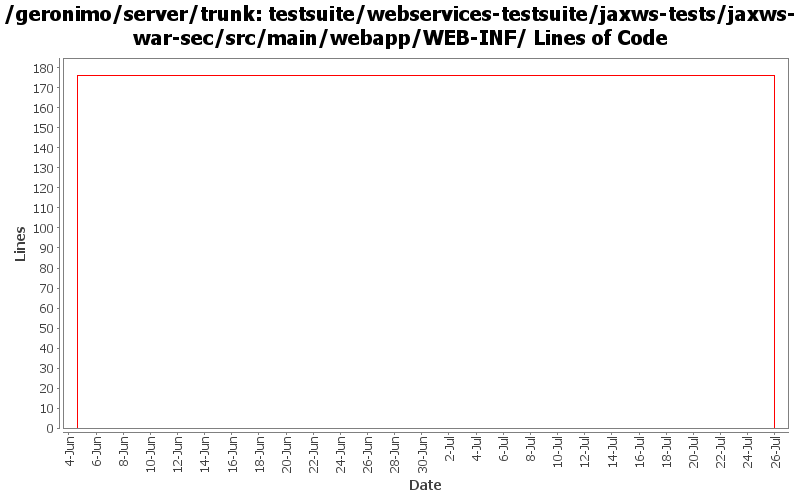 /geronimo/server/trunk: testsuite/webservices-testsuite/jaxws-tests/jaxws-
war-sec/src/main/webapp/WEB-INF/ Lines of Code
Lines
180
170
160
150
140
130
120
110
100
90
80
70
60
50
40
30
20
10
0
4-Jun
6-Jun
8-Jun
10-Jun
12-Jun
14-Jun
16-Jun
18-Jun
20-Jun
22-Jun
24-Jun
26-Jun
28-Jun
30-Jun
2-Jul
4-Jul
6-Jul
8-Jul
10-Jul
12-Jul
14-Jul
16-Jul
18-Jul
20-Jul
22-Jul
24-Jul
26-Jul
Date